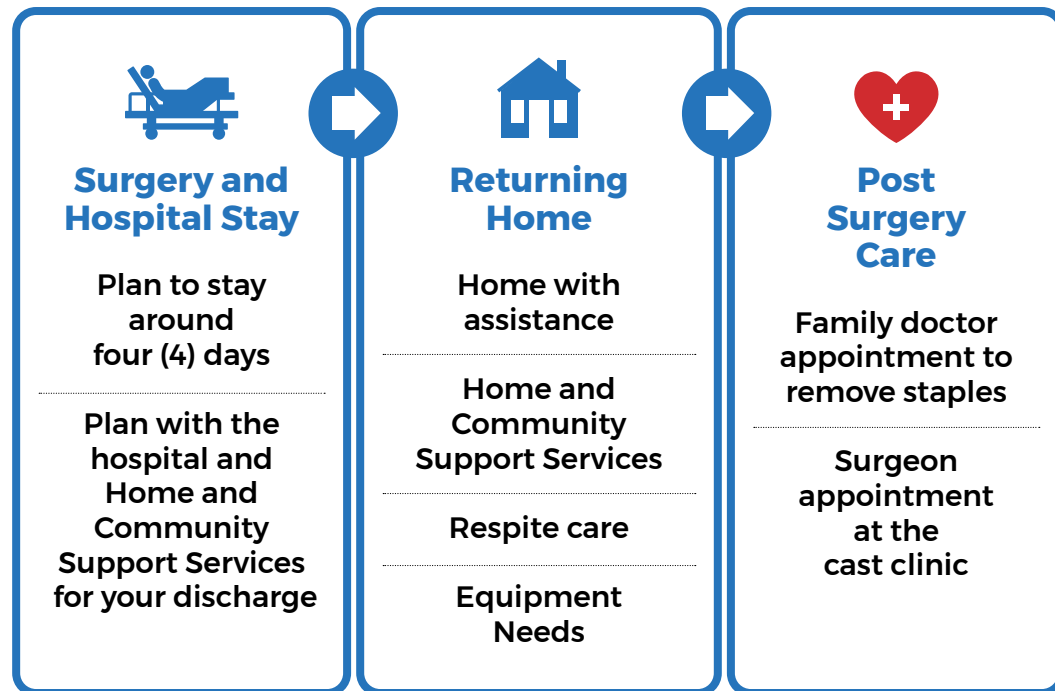 Surgery and
Hospital Stay
Plan to stay
around
four (4) days
Plan with the
hospital and
Home and
Community
Support Services
for your discharge
Returning
Home
Home with
assistance
Home and
Community
Support Services
Respite care
Equipment
Needs
Post
Surgery
Care
Family doctor
appointment to
remove staples
Surgeon
appointment
at the
cast clinic